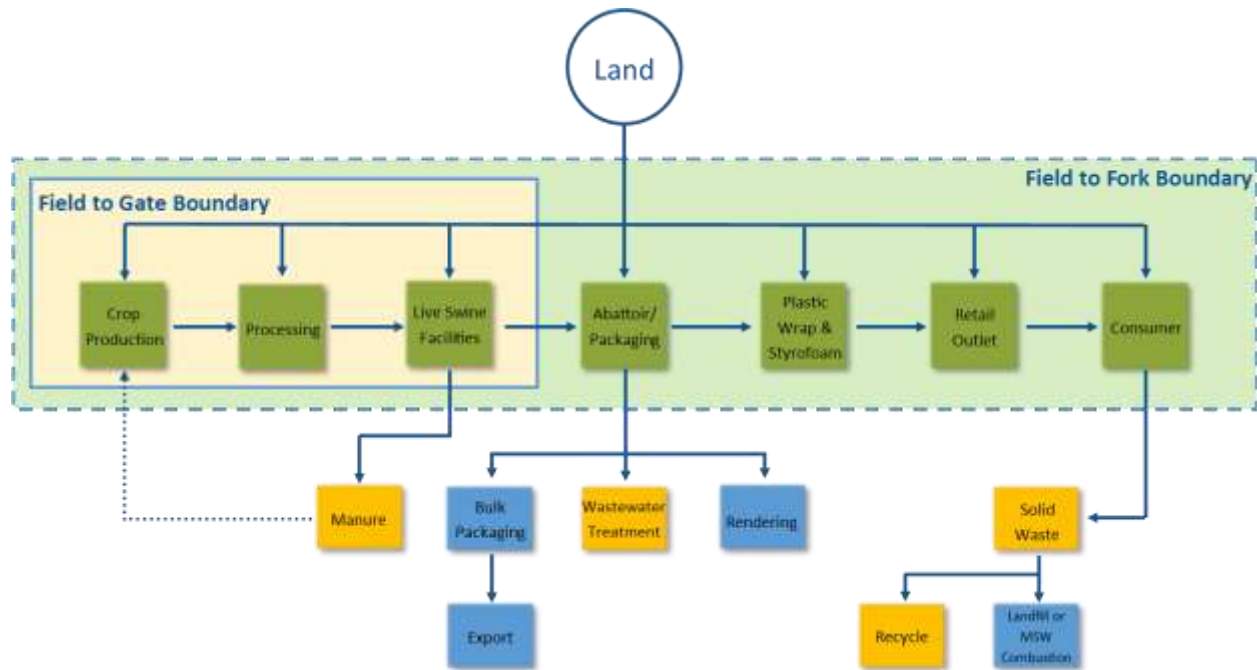 Land
Field to Fork Boundary
Field to Gate Boundary
Crop
Production
Processing
Live Swine
Facilities
Abattoir/
Packaging
Plastic
Wrap &
Styrofoam
Retail
Outlet
Consumer
Manure
Bulk
Packaging
Wastewater
Treatment
Rendering
Solid
Waste
Export
Recycle
Landfill or
MSW
Combustion